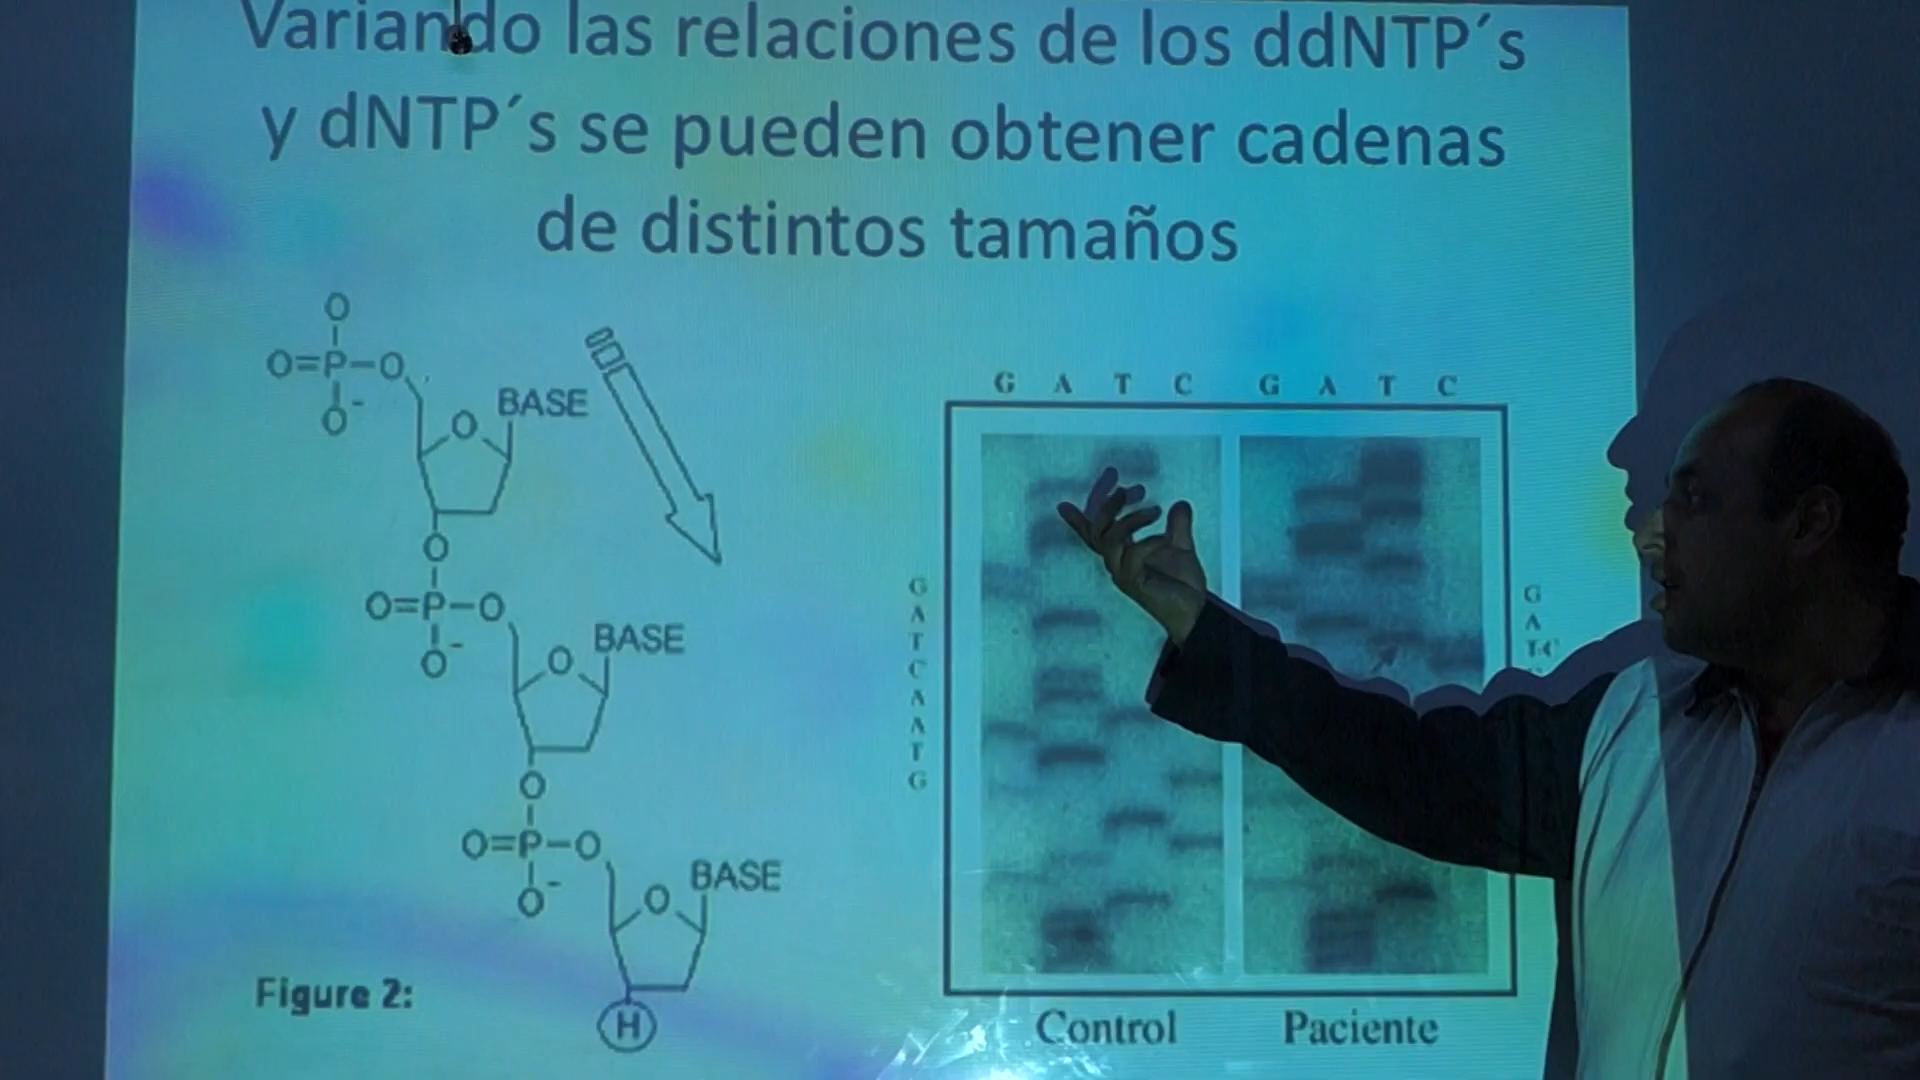 Variando las relaciones de los ddNTP´s
y dNTP´s se pueden obtener cadenas
de distintos tamaños
O
O=P-O
O-
O
BASE
O
O=P-O
O-
O
BASE
O
O=P-O
O-
O
BASE
H
Figure 2:
G A T C G A T C
G
A
T
C
A
A
T
G
G
A
Control Paciente